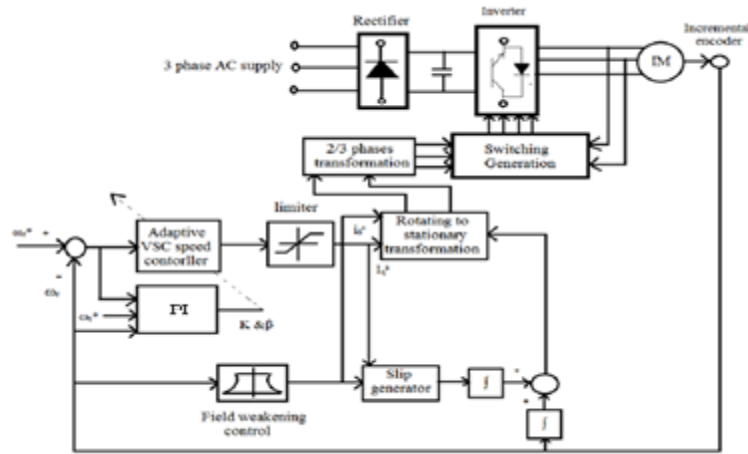 Rectifier
Inverter
Incremental
encoder
3 phase AC supply
IM
2/3 phases
transformation
Switching
Generation
limiter
Adaptive
VSC speed
contorller
Rotating to
stationary
transformation
PI
K &β
Slip
generator
∫
∫
Field weakening
control